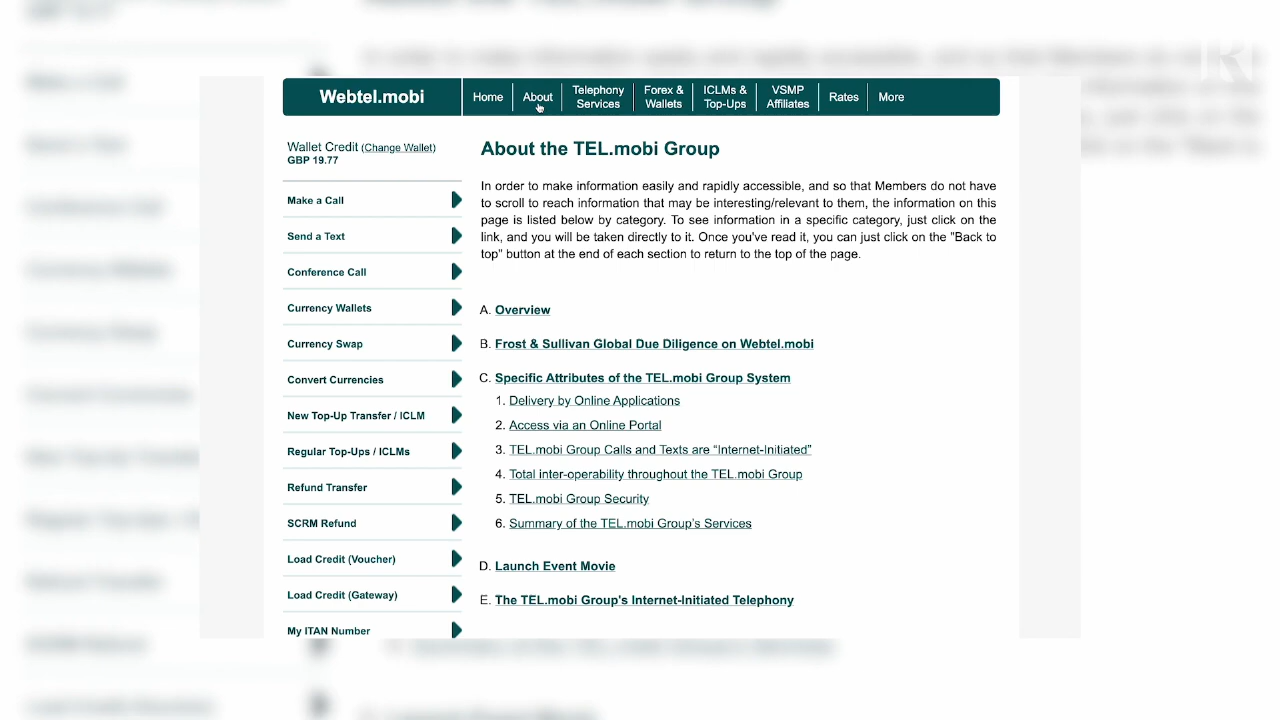 Webtel.mobi
Home
About
Telephony
Services
Forex &
Wallets
ICLMs &
Top-Ups
VSMP
Affiliates
Rates
More
Wallet Credit (Change Wallet)
GBP 19.77
Make a Call
Send a Text
Conference Call
Currency Wallets
Currency Swap
Convert Currencies
New Top-Up Transfer / ICLM
Regular Top-Ups / ICLMs
Refund Transfer
SCRM Refund
Load Credit (Voucher)
Load Credit (Gateway)
My ITAN Number
About the TEL.mobi Group
In order to make information easily and rapidly accessible, and so that Members do not have
to scroll to reach information that may be interesting/relevant to them, the information on this
page is listed below by category. To see information in a specific category, just click on the
link, and you will be taken directly to it. Once you've read it, you can just click on the "Back to
top" button at the end of each section to return to the top of the page.
A. Overview
B. Frost & Sullivan Global Due Diligence on Webtel.mobi
C. Specific Attributes of the TEL.mobi Group System
1. Delivery by Online Applications
2. Access via an Online Portal
3. TEL.mobi Group Calls and Texts are “Internet-Initiated”
4. Total inter-operability throughout the TEL.mobi Group
5. TEL.mobi Group Security
6. Summary of the TEL.mobi Group’s Services
D. Launch Event Movie
E. The TEL.mobi Group's Internet-Initiated Telephony